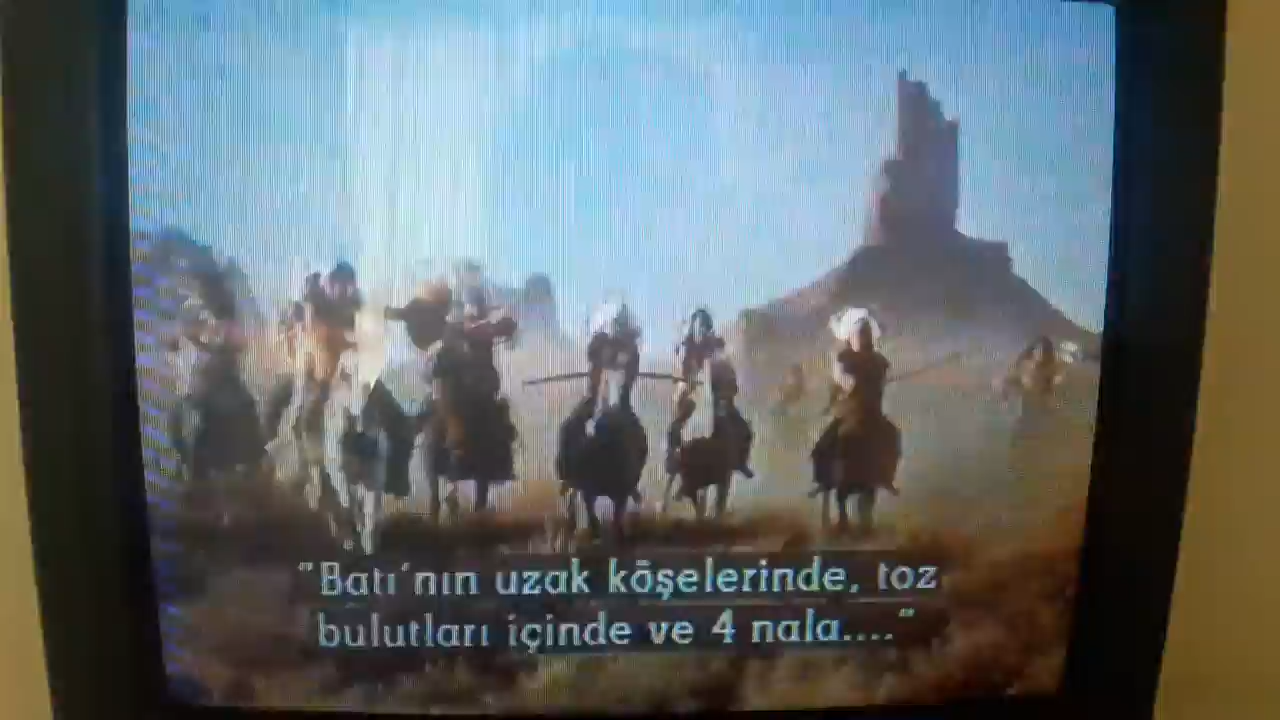 "Batı'nın uzak köşelerinde, toz
bulutları içinde ve 4 nala...."